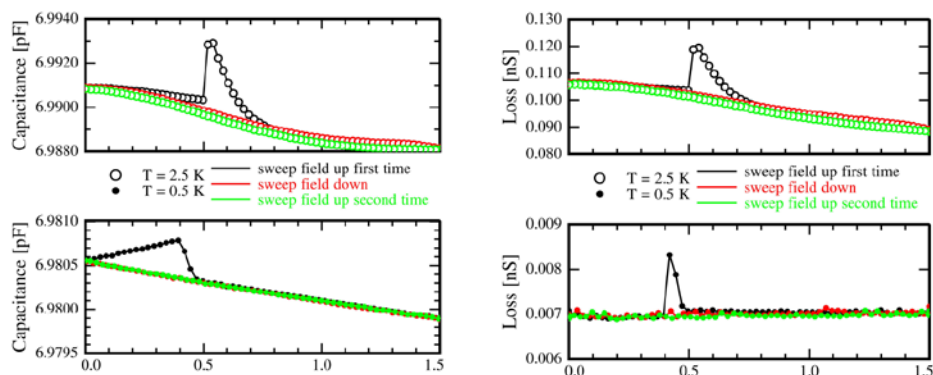 6.9940
6.9920
6.9900
6.9880
Capacitance [pF]
0.130
0.120
0.110
0.100
0.090
0.080
Loss [nS]
T = 2.5 K
T = 0.5 K
sweep field up first time
sweep field down
sweep field up second time
T = 2.5 K
T = 0.5 K
sweep field up first time
sweep field down
sweep field up second time
6.9810
6.9805
6.9800
6.9795
Capacitance [pF]
0.0 0.5 1.0 1.5
0.009
0.008
0.007
0.006
Loss [nS]
0.0 0.5 1.0 1.5